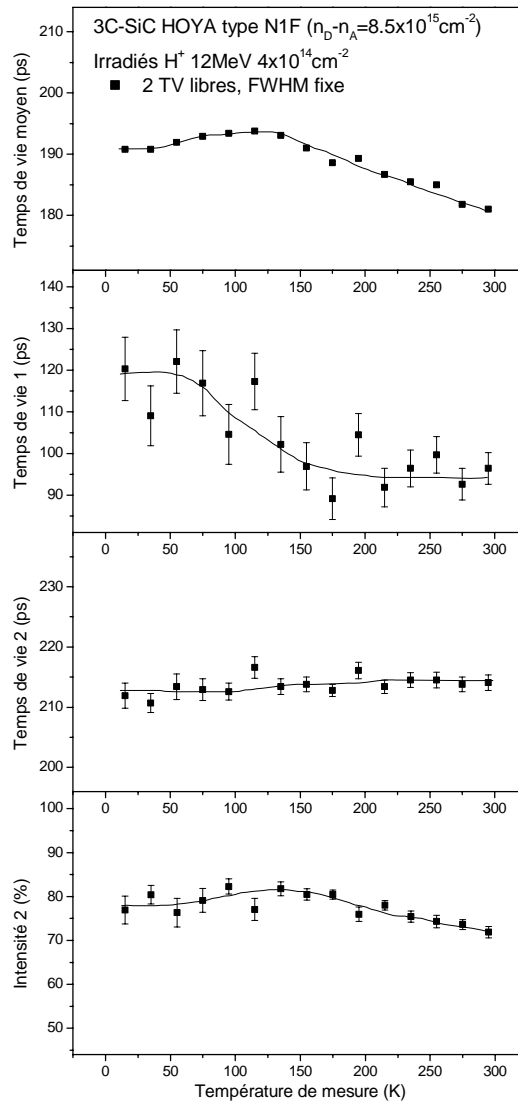 3C-SiC HOYA type N1F (n_D-n_A=8.5x10^15cm^-2)
Irradiés H^+ 12MeV 4x10^14cm^-2
■ 2 TV libres, FWHM fixe
Temps de vie moyen (ps)
210
200
190
180
0 50 100 150 200 250 300
Temps de vie 1 (ps)
140
130
120
110
100
90
0 50 100 150 200 250 300
Temps de vie 2 (ps)
230
220
210
200
0 50 100 150 200 250 300
Intensité 2 (%)
100
90
80
70
60
50
0 50 100 150 200 250 300
Température de mesure (K)